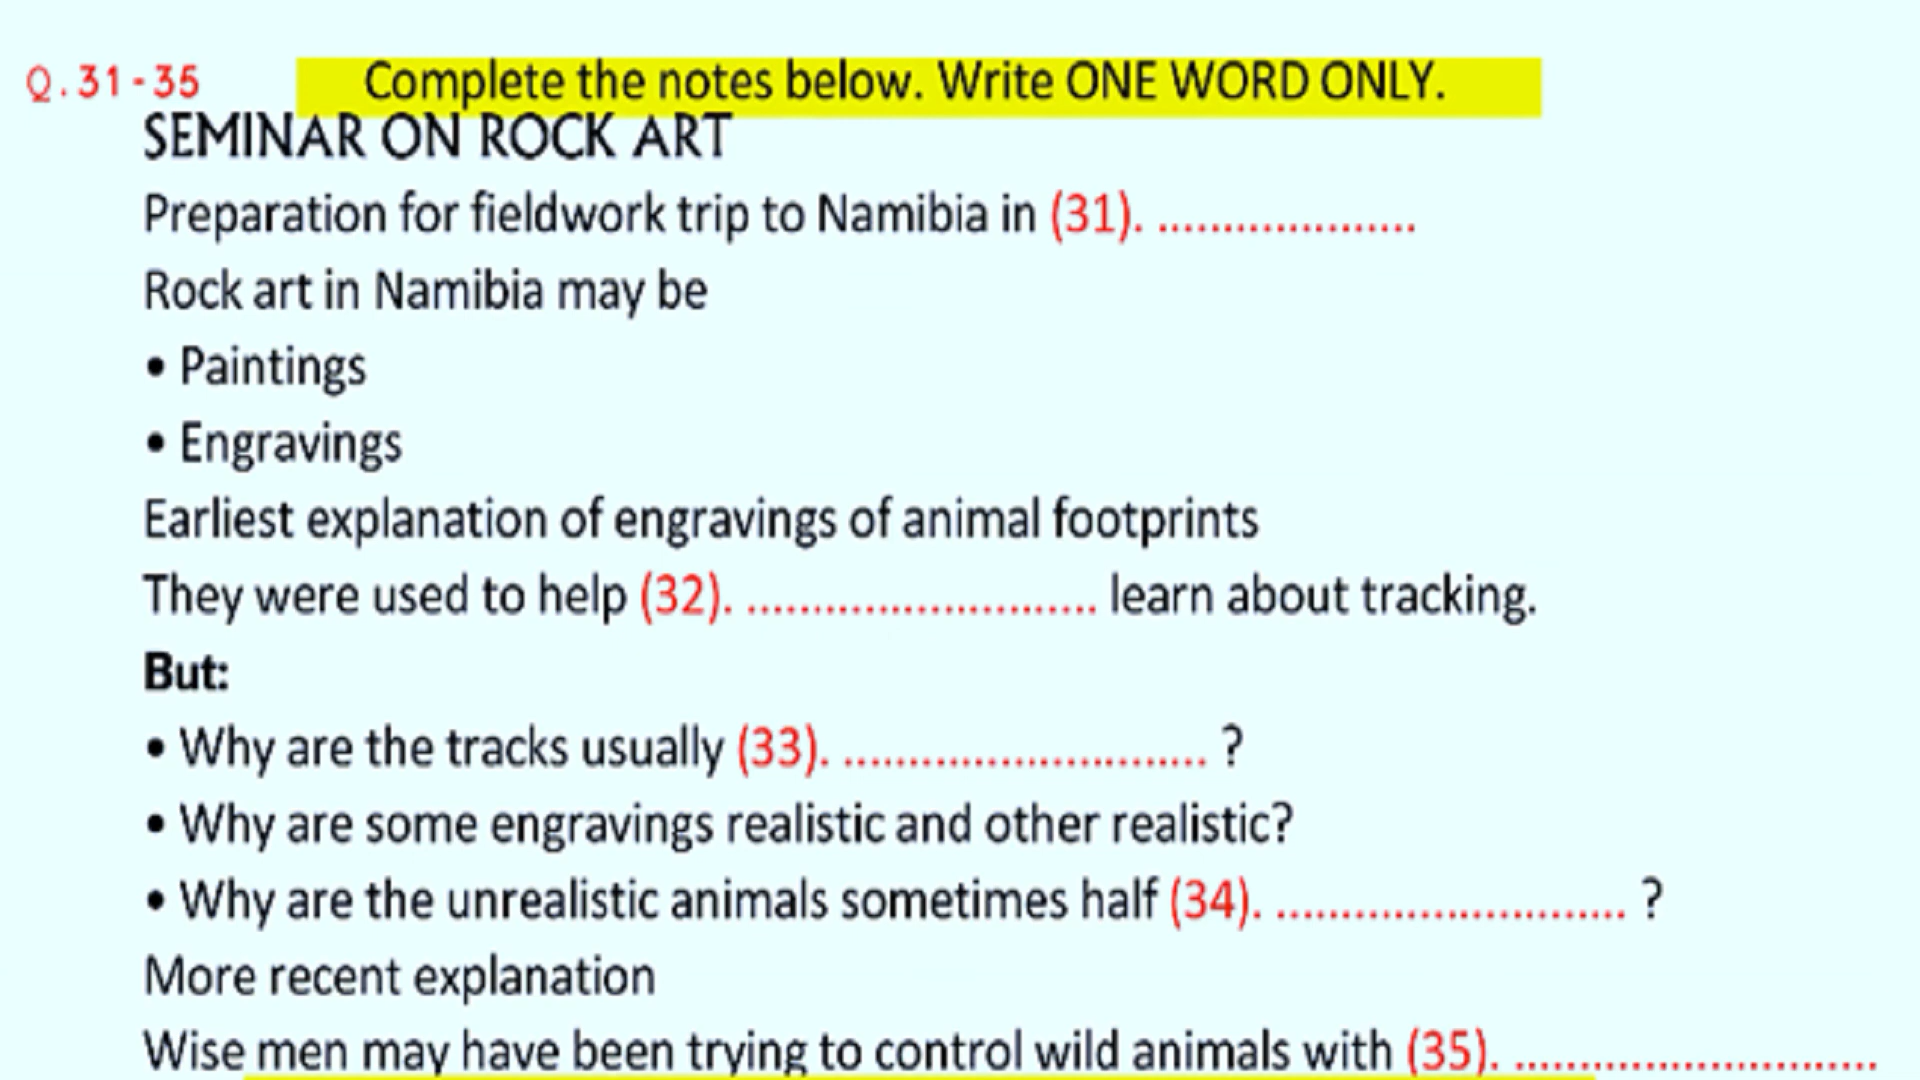 Q.31-35 Complete the notes below. Write ONE WORD ONLY.
SEMINAR ON ROCK ART
Preparation for fieldwork trip to Namibia in (31). ....................
Rock art in Namibia may be
• Paintings
• Engravings
Earliest explanation of engravings of animal footprints
They were used to help (32). ........................... learn about tracking.
But:
• Why are the tracks usually (33). ............................ ?
• Why are some engravings realistic and other realistic?
• Why are the unrealistic animals sometimes half (34). ........................... ?
More recent explanation
Wise men may have been trying to control wild animals with (35). ............................